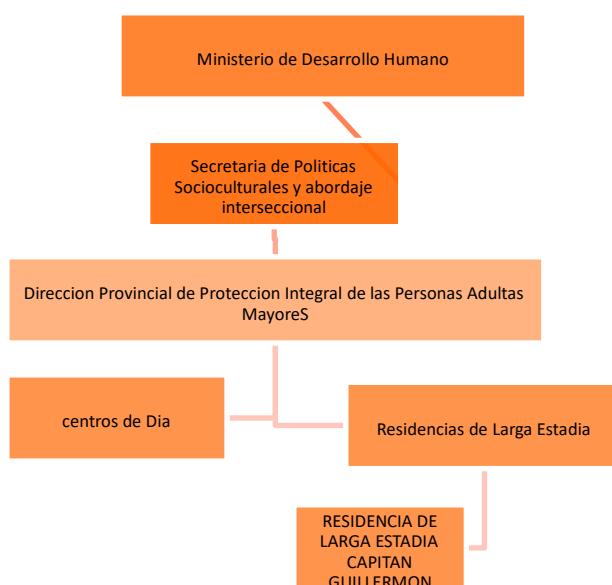 Ministerio de Desarrollo Humano
Secretaria de Politicas
Socioculturales y abordaje
interseccional
Direccion Provincial de Proteccion Integral de las Personas Adultas
MayoreS
centros de Dia
Residencias de Larga Estadia
RESIDENCIA DE
LARGA ESTADIA
CAPITAN
GUILLERMON